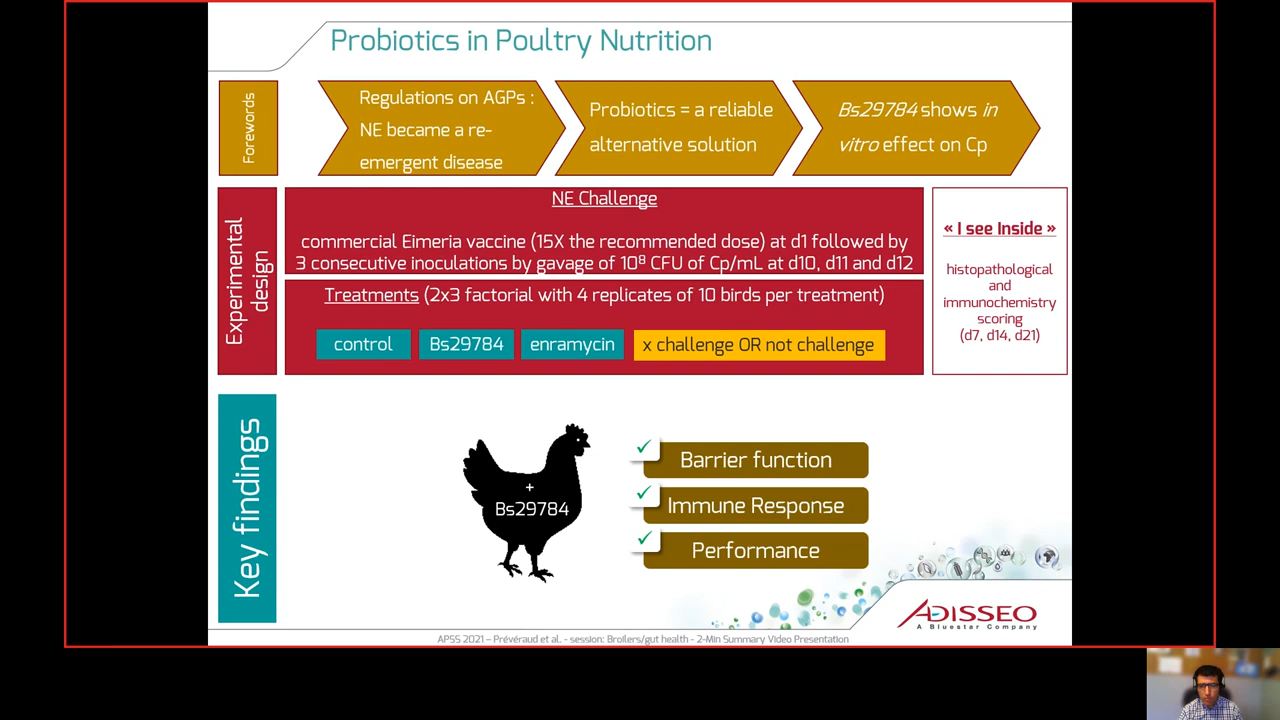 Probiotics in Poultry Nutrition
Forewords
Regulations on AGPs :
NE became a re-
emergent disease
Probiotics = a reliable
alternative solution
Bs29784 shows in
vitro effect on Cp
Experimental
design
NE Challenge
commercial Eimeria vaccine (15X the recommended dose) at d1 followed by
3 consecutive inoculations by gavage of 10⁸ CFU of Cp/mL at d10, d11 and d12
Treatments (2x3 factorial with 4 replicates of 10 birds per treatment)
control
Bs29784
enramycin
x challenge OR not challenge
« I see Inside »
histopathological
and
immunochemistry
scoring
(d7, d14, d21)
Key findings
+
Bs29784
✓
Barrier function
✓
Immune Response
✓
Performance
ADISSEO
A Bluestar Company
APSS 2021 – Prévéraud et al. - session: Broilers/gut health - 2-Min Summary Video Presentation